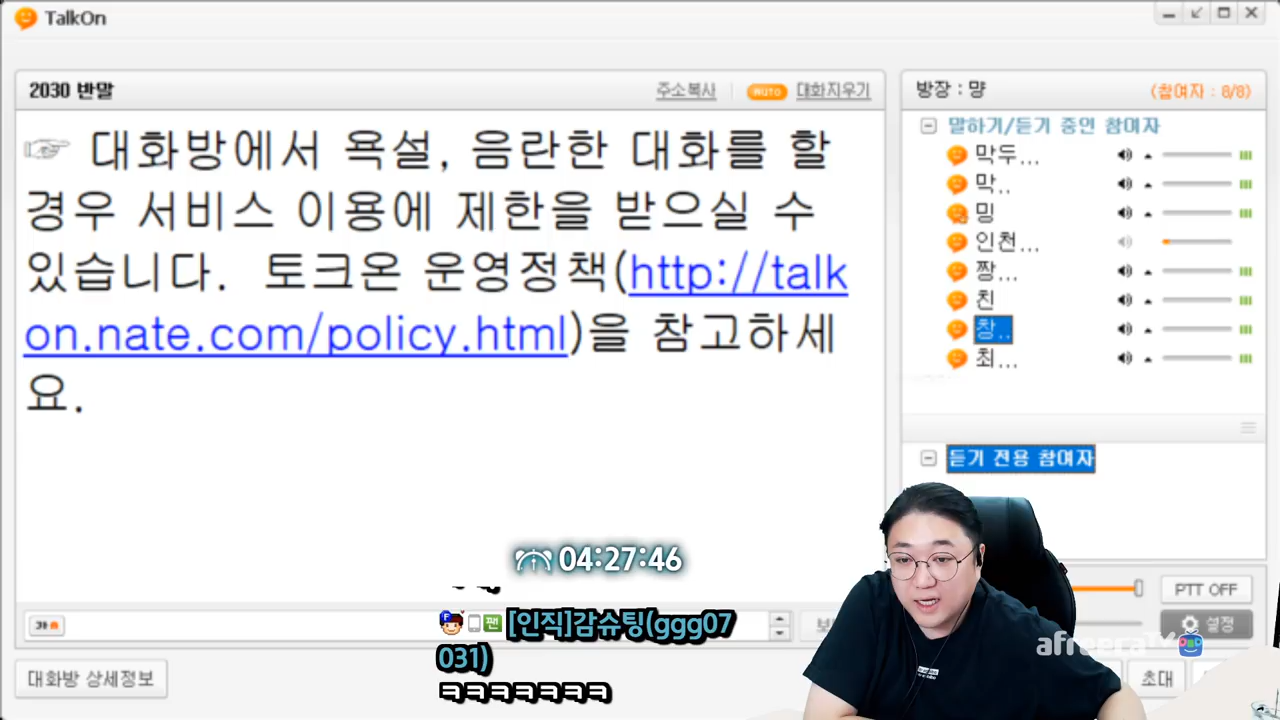 TalkOn
2030 반말
주소복사
AUTO 대화지우기
☞ 대화방에서 욕설, 음란한 대화를 할
경우 서비스 이용에 제한을 받으실 수
있습니다. 토크온 운영정책(http://talk
on.nate.com/policy.html)을 참고하세
요.
방장 : 먕
(참여자 : 8/8)
말하기/듣기 중인 참여자
막두...
막..
밍
인천...
짱...
친
창..
최...
듣기 전용 참여자
04:27:46
팬 [인직]감슈팅(ggg07
031)
ㅋㅋㅋㅋㅋㅋㅋ
PTT OFF
설정
afreecaTV
대화방 상세정보
초대